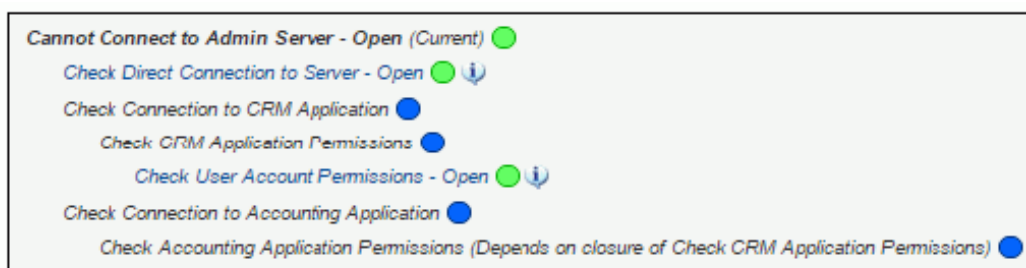 Cannot Connect to Admin Server - Open (Current)
Check Direct Connection to Server - Open
Check Connection to CRM Application
Check CRM Application Permissions
Check User Account Permissions - Open
Check Connection to Accounting Application
Check Accounting Application Permissions (Depends on closure of Check CRM Application Permissions)